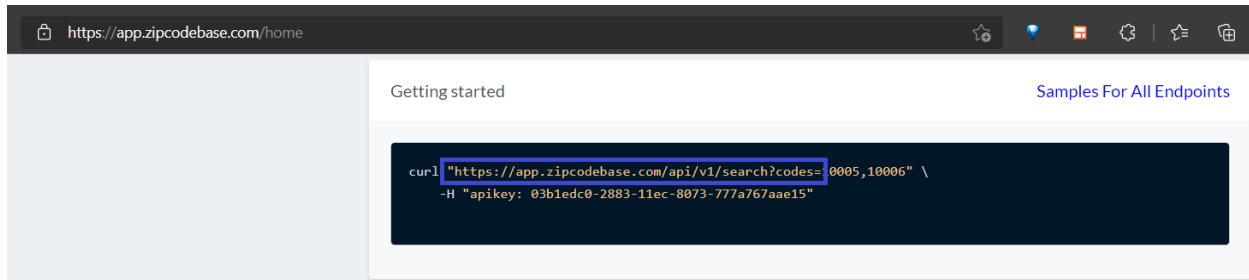 https://app.zipcodebase.com/home
Getting started
Samples For All Endpoints
curl "https://app.zipcodebase.com/api/v1/search?codes=10005,10006" \
-H "apikey: 03b1edc0-2883-11ec-8073-777a767aae15"